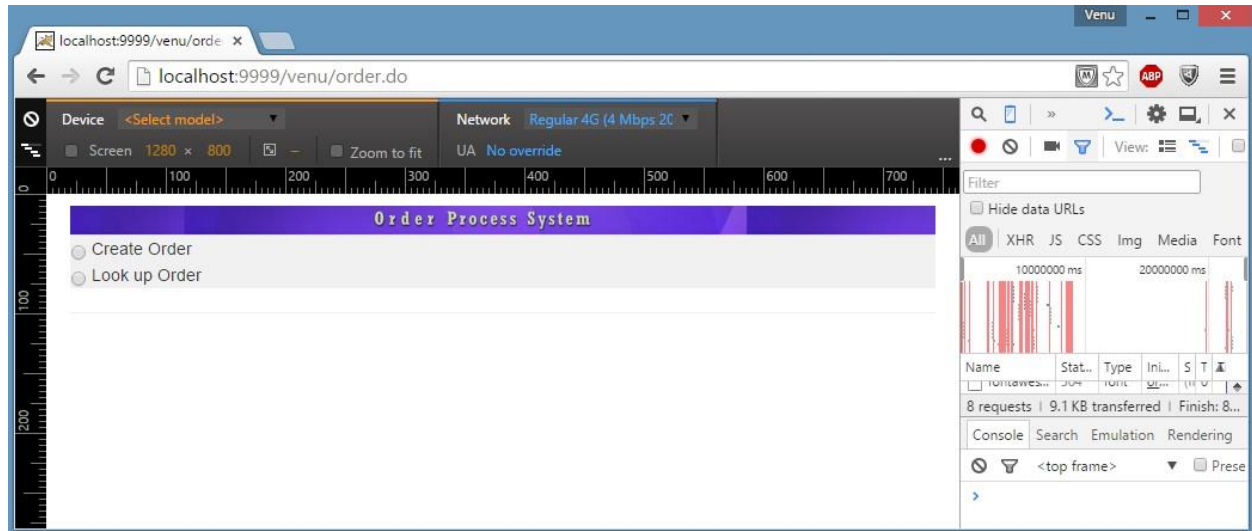 Venu
localhost:9999/venu/orde
localhost:9999/venu/order.do
ABP
Device <Select model> Network Regular 4G (4 Mbps 20
Screen 1280 × 800 Zoom to fit UA No override ...
0 100 200 300 400 500 600 700
0
100
200
Order Process System
Create Order
Look up Order
View:
Filter
Hide data URLs
All XHR JS CSS Img Media Font
10000000 ms 20000000 ms
Name Stat... Type Ini... S T
304 font
8 requests | 9.1 KB transferred | Finish: 8...
Console Search Emulation Rendering
<top frame> Prese